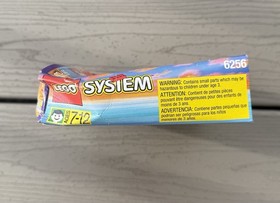 6256
LEGO SYSTEM
7-12
WARNING: Contains small parts which may be
hazardous to children under age 3.
ATTENTION: Contient de petites pièces
pouvant être dangereuses pour des enfants
de moins de 3 ans.
ADVERTENCIA: Contiene partes pequeñas que
podrían ser peligrosas para los niños
menores de 3 años.